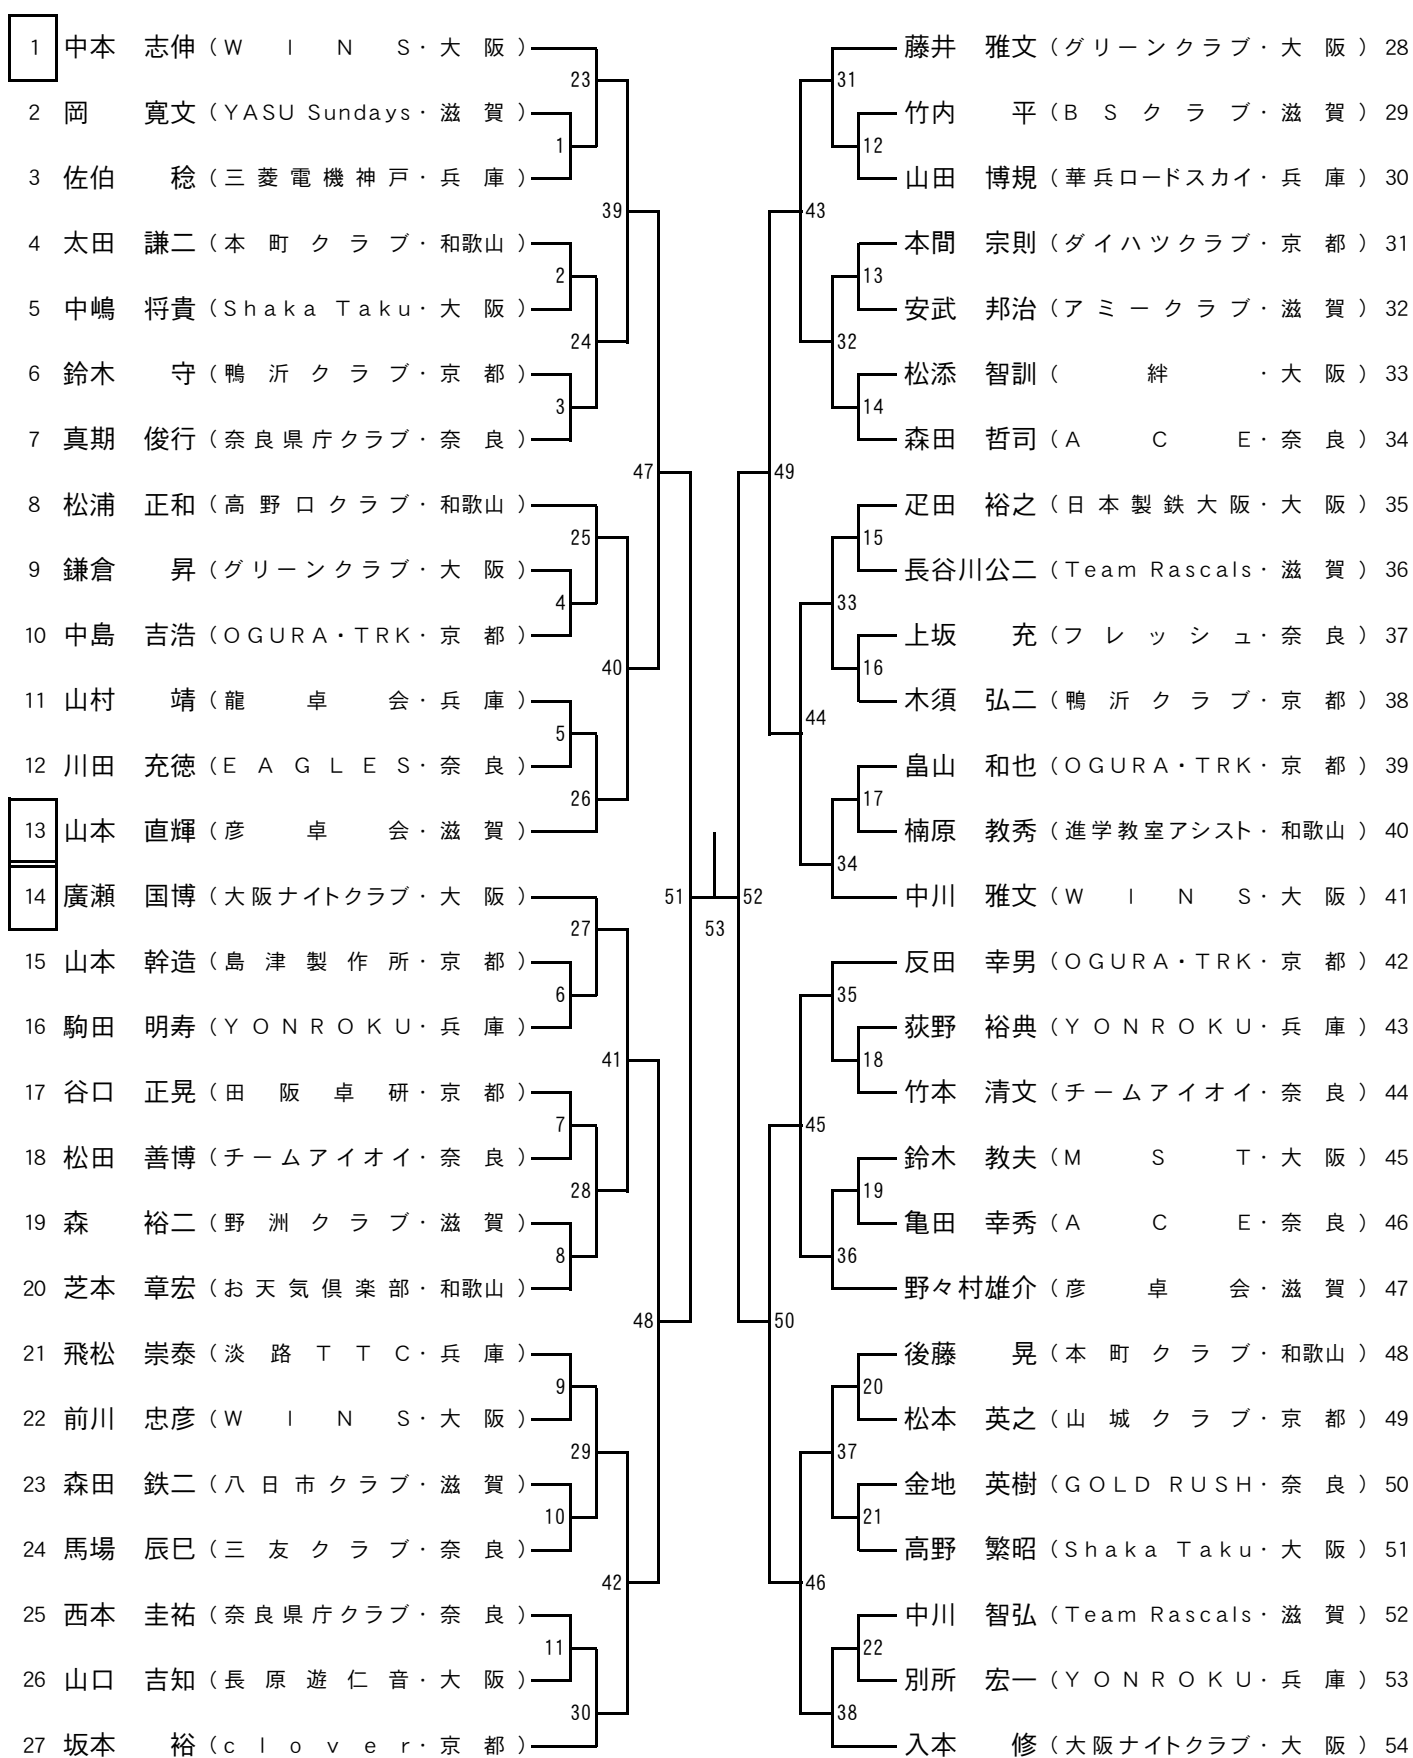 1 中本 志伸 (WINS・大阪)
2 岡 寛文 (YASU Sundays・滋賀)
3 佐伯 稔 (三菱電機神戸・兵庫)
4 太田 謙二 (本町クラブ・和歌山)
5 中嶋 将貴 (Shaka Taku・大阪)
6 鈴木 守 (鴨沂クラブ・京都)
7 真期 俊行 (奈良県庁クラブ・奈良)
8 松浦 正和 (高野口クラブ・和歌山)
9 鎌倉 昇 (グリーンクラブ・大阪)
10 中島 吉浩 (OGURA・TRK・京都)
11 山村 靖 (龍卓会・兵庫)
12 川田 充徳 (EAGLES・奈良)
13 山本 直輝 (彦卓会・滋賀)
14 廣瀬 国博 (大阪ナイトクラブ・大阪)
15 山本 幹造 (島津製作所・京都)
16 駒田 明寿 (YONROKU・兵庫)
17 谷口 正晃 (田阪卓研・京都)
18 松田 善博 (チームアイオイ・奈良)
19 森 裕二 (野洲クラブ・滋賀)
20 芝本 章宏 (お天気倶楽部・和歌山)
21 飛松 崇泰 (淡路TTC・兵庫)
22 前川 忠彦 (WINS・大阪)
23 森田 鉄二 (八日市クラブ・滋賀)
24 馬場 辰巳 (三友クラブ・奈良)
25 西本 圭祐 (奈良県庁クラブ・奈良)
26 山口 吉知 (長原遊仁音・大阪)
27 坂本 裕 (clover・京都)
23
1
39
2
24
3
47
25
4
40
5
26
51
27
6
41
7
28
8
48
9
29
10
42
11
30
53
31
12
43
13
32
14
49
15
33
16
44
17
34
52
35
18
45
19
36
50
20
37
21
46
22
38
藤井 雅文 (グリーンクラブ・大阪) 28
竹内 平 (BSクラブ・滋賀) 29
山田 博規 (華兵ロードスカイ・兵庫) 30
本間 宗則 (ダイハツクラブ・京都) 31
安武 邦治 (アミークラブ・滋賀) 32
松添 智訓 (絆・大阪) 33
森田 哲司 (ACE・奈良) 34
疋田 裕之 (日本製鉄大阪・大阪) 35
長谷川公二 (Team Rascals・滋賀) 36
上坂 充 (フレッシュ・奈良) 37
木須 弘二 (鴨沂クラブ・京都) 38
畠山 和也 (OGURA・TRK・京都) 39
楠原 教秀 (進学教室アシスト・和歌山) 40
中川 雅文 (WINS・大阪) 41
反田 幸男 (OGURA・TRK・京都) 42
荻野 裕典 (YONROKU・兵庫) 43
竹本 清文 (チームアイオイ・奈良) 44
鈴木 教夫 (MST・大阪) 45
亀田 幸秀 (ACE・奈良) 46
野々村雄介 (彦卓会・滋賀) 47
後藤 晃 (本町クラブ・和歌山) 48
松本 英之 (山城クラブ・京都) 49
金地 英樹 (GOLD RUSH・奈良) 50
高野 繁昭 (Shaka Taku・大阪) 51
中川 智弘 (Team Rascals・滋賀) 52
別所 宏一 (YONROKU・兵庫) 53
入本 修 (大阪ナイトクラブ・大阪) 54